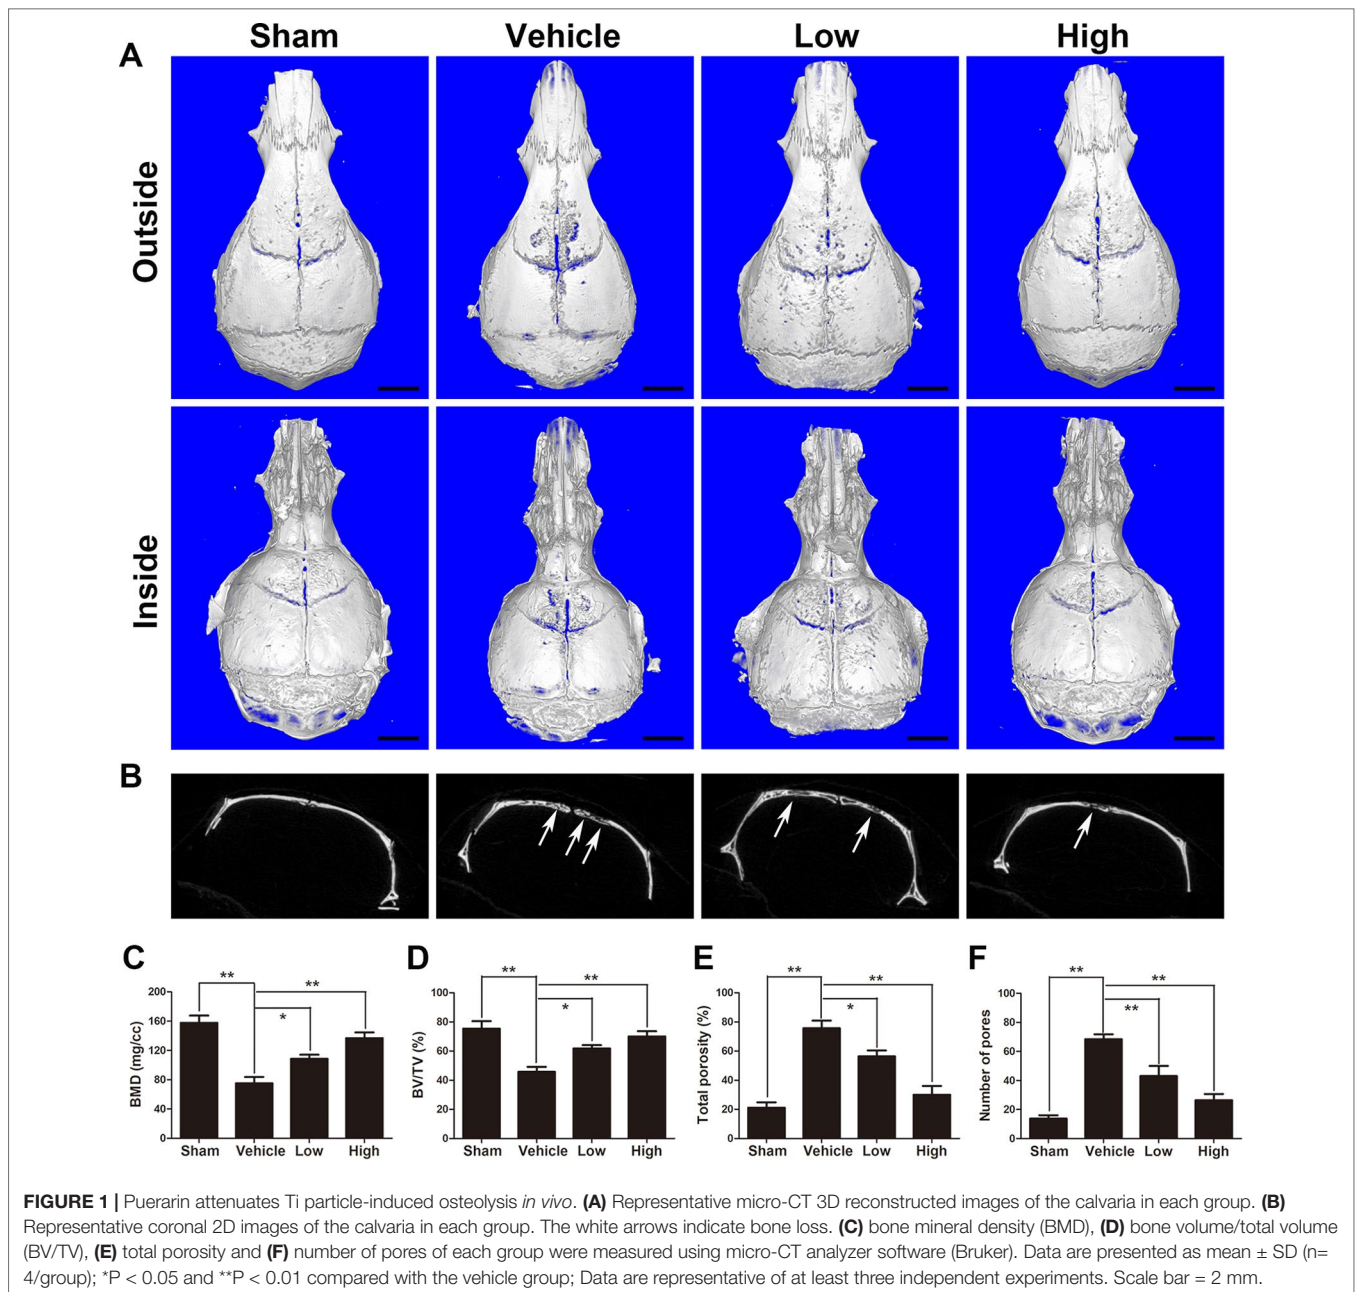 Sham Vehicle Low High
A
Outside
Inside
B
C
BMD (mg/cc)
200
160
120
80
40
0
** **
*
Sham Vehicle Low High
D
BV/TV (%)
100
80
60
40
20
0
** **
*
Sham Vehicle Low High
E
Total porosity (%)
100
80
60
40
20
0
** **
*
Sham Vehicle Low High
F
Number of pores
100
80
60
40
20
0
** **
**
Sham Vehicle Low High
FIGURE 1 | Puerarin attenuates Ti particle-induced osteolysis in vivo. (A) Representative micro-CT 3D reconstructed images of the calvaria in each group. (B)
Representative coronal 2D images of the calvaria in each group. The white arrows indicate bone loss. (C) bone mineral density (BMD), (D) bone volume/total volume
(BV/TV), (E) total porosity and (F) number of pores of each group were measured using micro-CT analyzer software (Bruker). Data are presented as mean ± SD (n=
4/group); *P < 0.05 and **P < 0.01 compared with the vehicle group; Data are representative of at least three independent experiments. Scale bar = 2 mm.